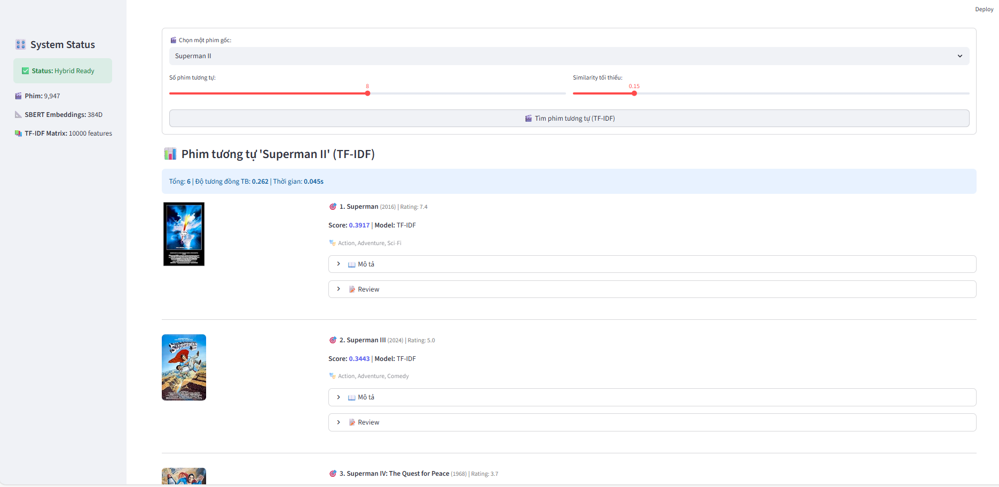 Deploy
System Status
Status: Hybrid Ready
Phim: 9,947
SBERT Embeddings: 384D
TF-IDF Matrix: 10000 features
Chọn một phim gốc:
Superman II
Số phim tương tự:
Similarity tối thiểu:
8
0.15
Tìm phim tương tự (TF-IDF)
Phim tương tự 'Superman II' (TF-IDF)
Tổng: 6 | Độ tương đồng TB: 0.262 | Thời gian: 0.045s
1. Superman (2016) | Rating: 7.4
Score: 0.3917 | Model: TF-IDF
Action, Adventure, Sci-Fi
Mô tả
Review
2. Superman III (2024) | Rating: 5.0
Score: 0.3443 | Model: TF-IDF
Action, Adventure, Comedy
Mô tả
Review
3. Superman IV: The Quest for Peace (1968) | Rating: 3.7